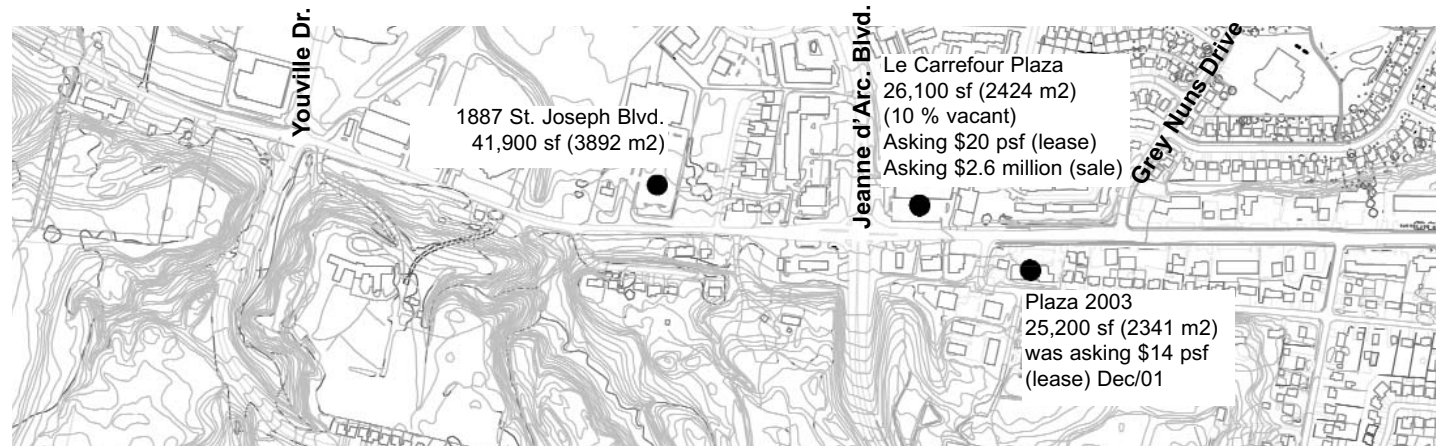 Youville Dr.
1887 St. Joseph Blvd.
41,900 sf (3892 m2)
Jeanne d'Arc. Blvd.
Le Carrefour Plaza
26,100 sf (2424 m2)
(10 % vacant)
Asking $20 psf (lease)
Asking $2.6 million (sale)
Grey Nuns Drive
Plaza 2003
25,200 sf (2341 m2)
was asking $14 psf
(lease) Dec/01